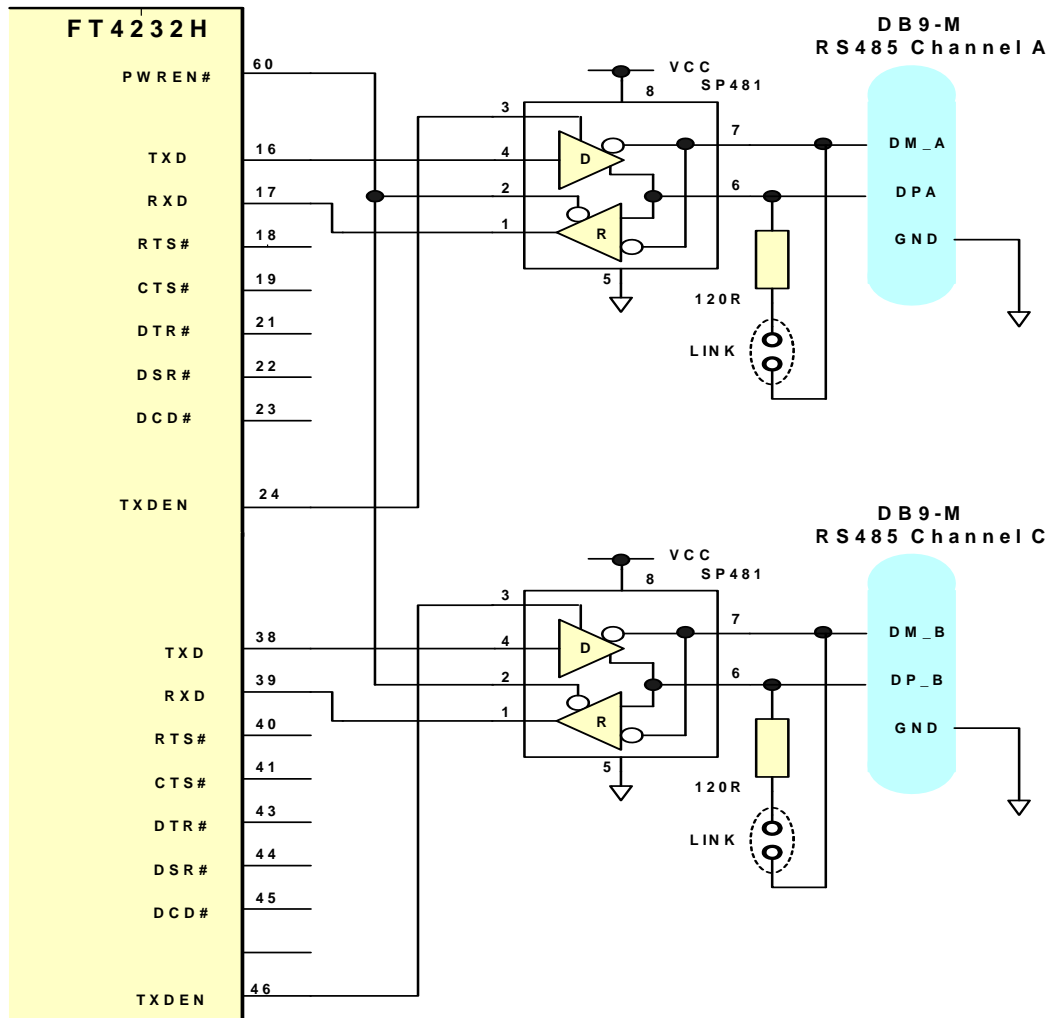 FT4232H
PWREN#
60
TXD
16
RXD
17
RTS#
18
CTS#
19
DTR#
21
DSR#
22
DCD#
23
TXDEN
24
TXD
38
RXD
39
RTS#
40
CTS#
41
DTR#
43
DSR#
44
DCD#
45
TXDEN
46
VCC
SP481
8
3
4
D
2
1
R
5
7
6
120R
LINK
DB9-M
RS485 Channel A
DM_A
DPA
GND
VCC
SP481
8
3
4
D
2
1
R
5
7
6
120R
LINK
DB9-M
RS485 Channel C
DM_B
DP_B
GND